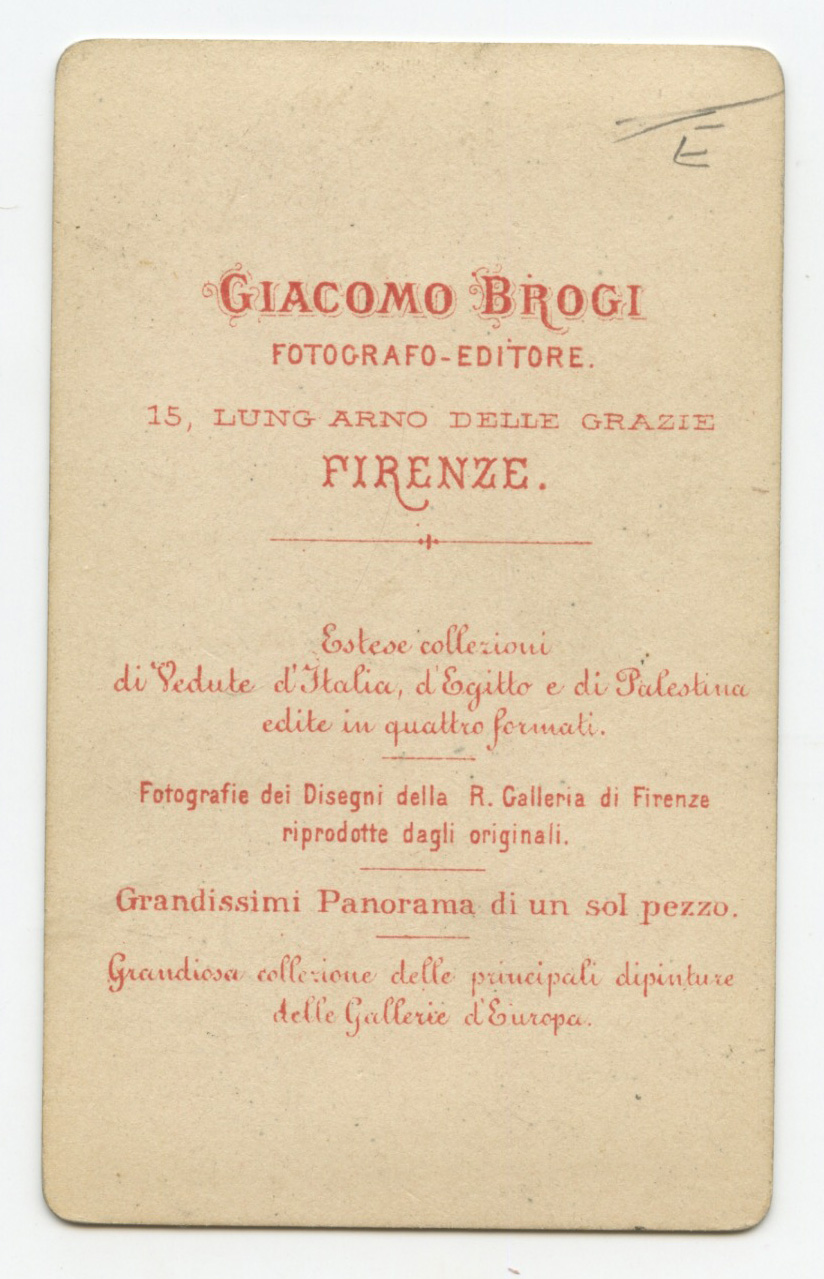 E
GIACOMO BROGI
FOTOGRAFO-EDITORE.
15, LUNG ARNO DELLE GRAZIE
FIRENZE.
Estese collezioni
di Vedute d'Italia, d'Egitto e di Palestina
edite in quattro formati.
Fotografie dei Disegni della R. Galleria di Firenze
riprodotte dagli originali.
Grandissimi Panorama di un sol pezzo.
Grandiosa collezione delle principali dipinture
delle Gallerie d'Europa.